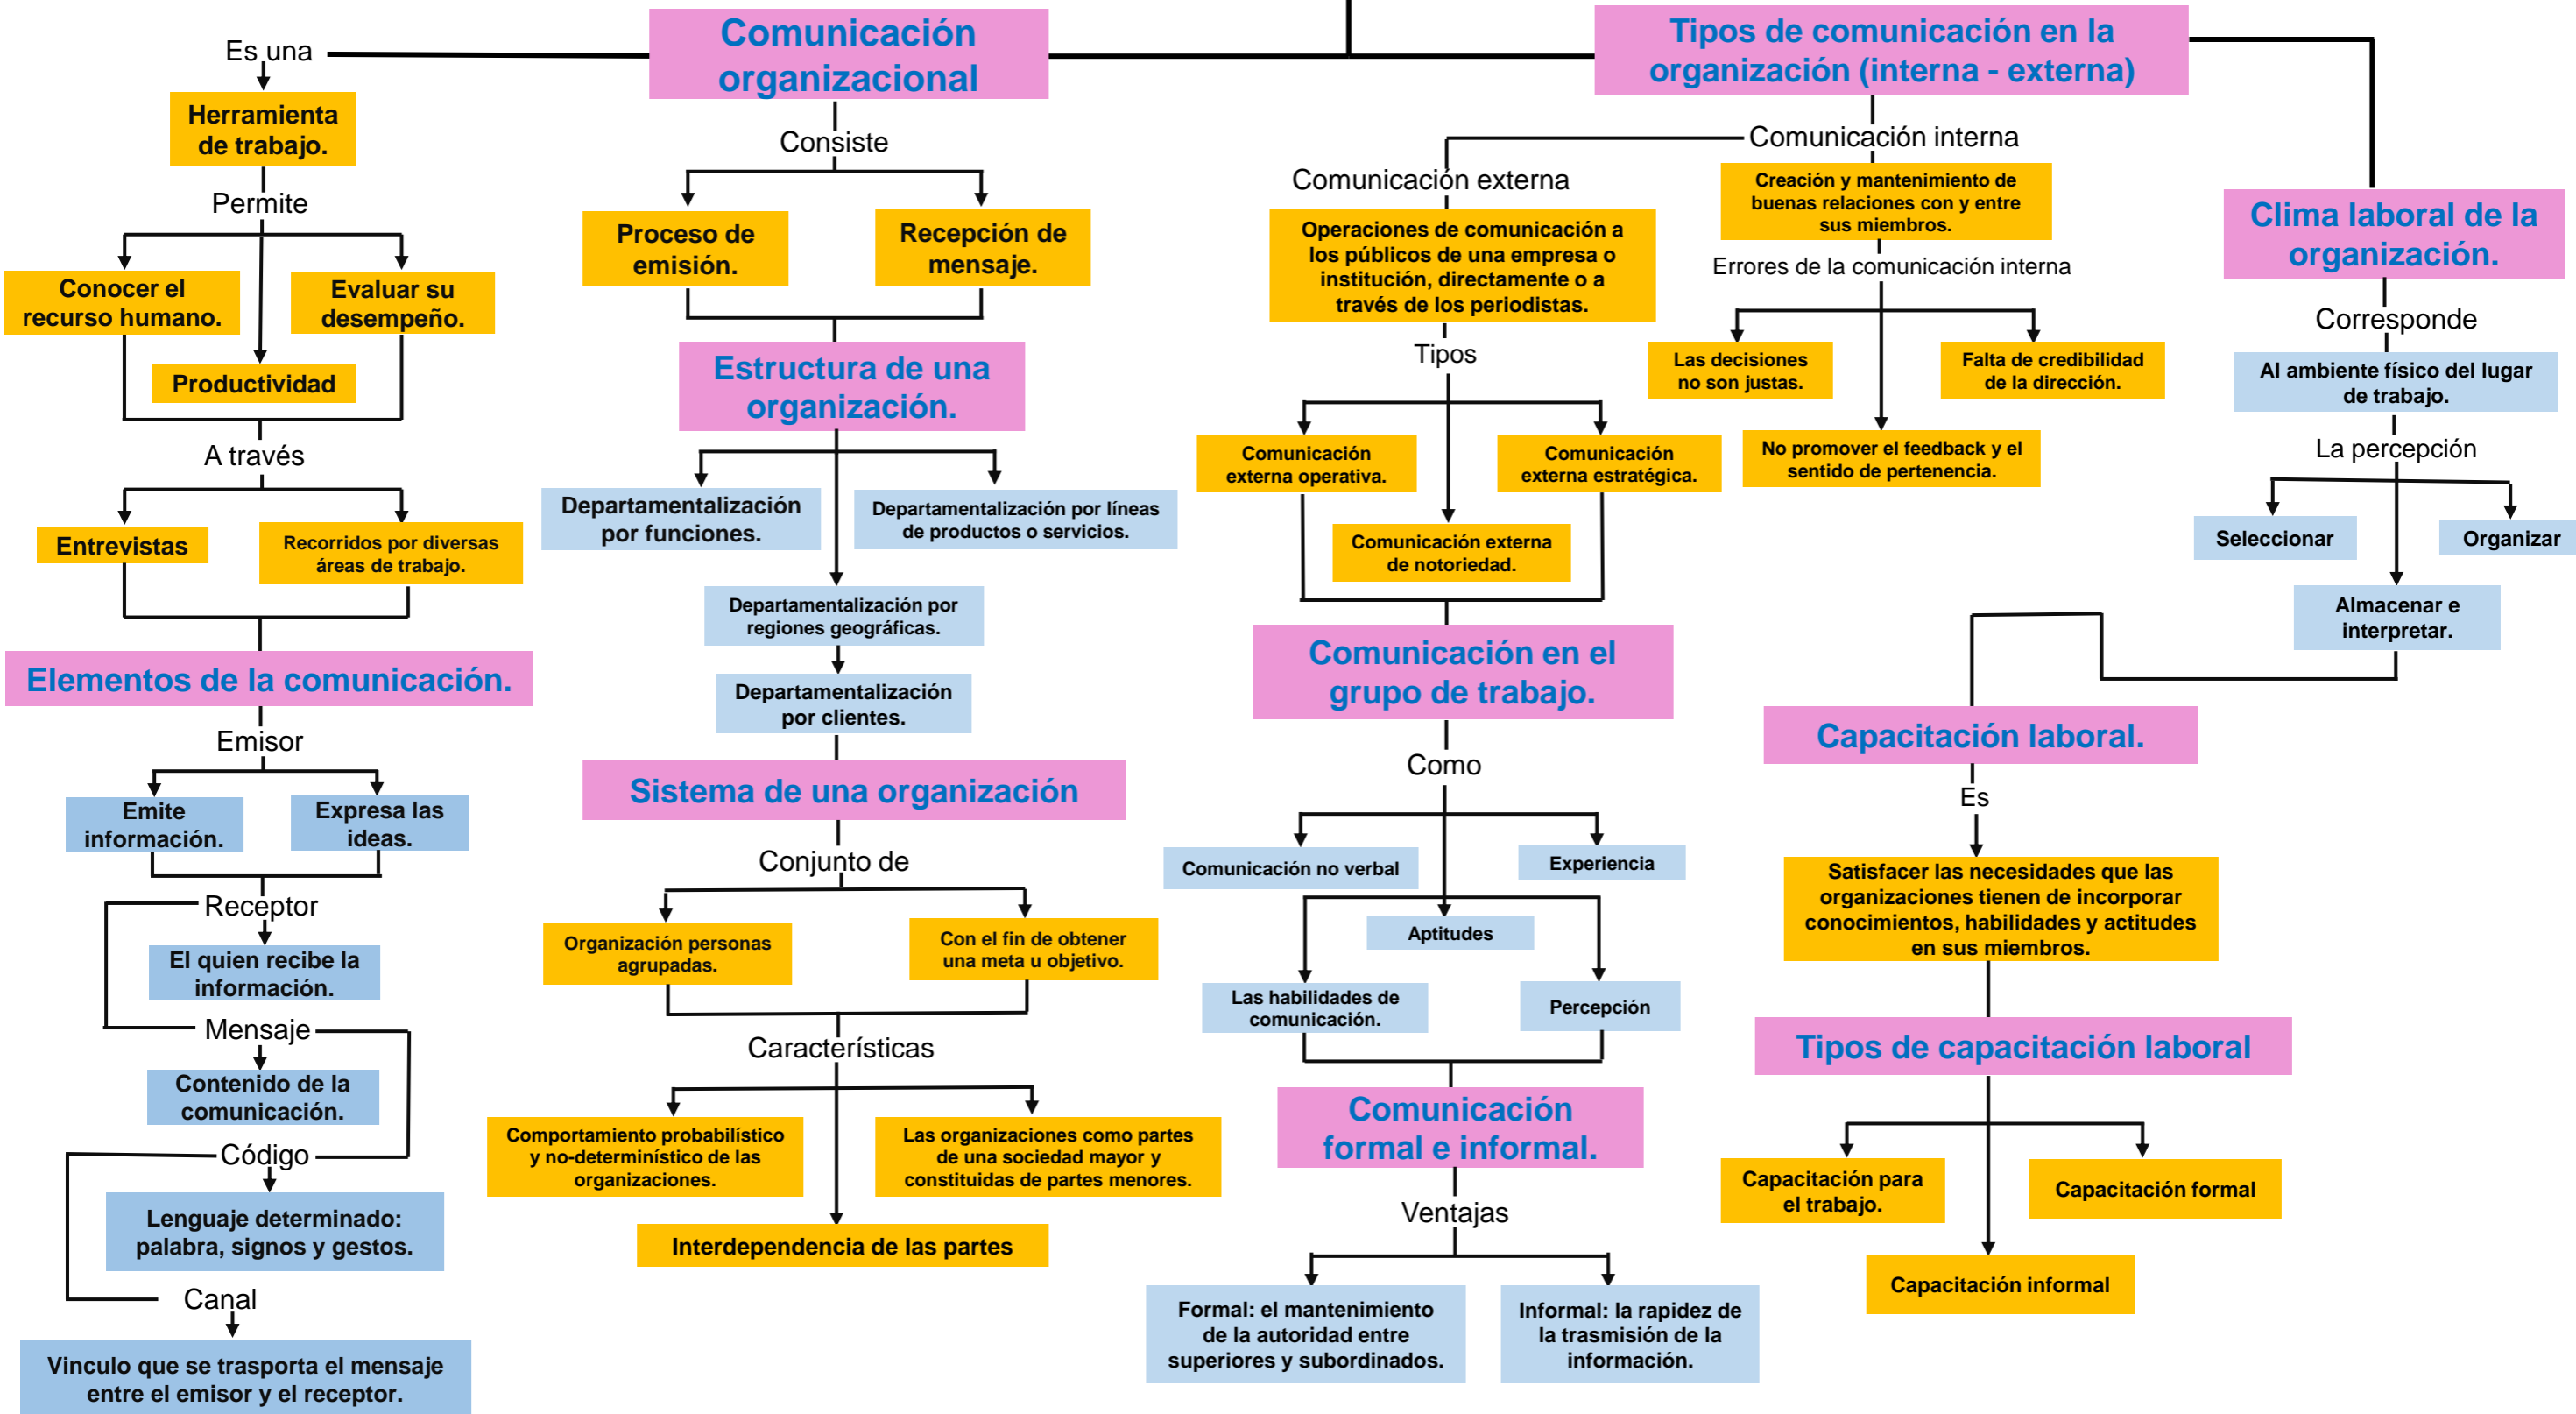 Comunicación
organizacional
Es una
Herramienta
de trabajo.
Permite
Conocer el
recurso humano.
Evaluar su
desempeño.
Productividad
A través
Entrevistas
Recorridos por diversas
áreas de trabajo.
Elementos de la comunicación.
Emisor
Emite
información.
Expresa las
ideas.
Receptor
El quien recibe la
información.
Mensaje
Contenido de la
comunicación.
Código
Lenguaje determinado:
palabra, signos y gestos.
Canal
Vinculo que se trasporta el mensaje
entre el emisor y el receptor.
Consiste
Proceso de
emisión.
Recepción de
mensaje.
Estructura de una
organización.
Departamentalización
por funciones.
Departamentalización por líneas
de productos o servicios.
Departamentalización por
regiones geográficas.
Departamentalización
por clientes.
Sistema de una organización
Conjunto de
Organización personas
agrupadas.
Con el fin de obtener
una meta u objetivo.
Características
Comportamiento probabilístico
y no-determinístico de las
organizaciones.
Las organizaciones como partes
de una sociedad mayor y
constituidas de partes menores.
Interdependencia de las partes
Tipos de comunicación en la
organización (interna - externa)
Comunicación interna
Creación y mantenimiento de
buenas relaciones con y entre
sus miembros.
Errores de la comunicación interna
Las decisiones
no son justas.
Falta de credibilidad
de la dirección.
No promover el feedback y el
sentido de pertenencia.
Comunicación externa
Operaciones de comunicación a
los públicos de una empresa o
institución, directamente o a
través de los periodistas.
Tipos
Comunicación
externa operativa.
Comunicación
externa estratégica.
Comunicación externa
de notoriedad.
Comunicación en el
grupo de trabajo.
Como
Comunicación no verbal
Experiencia
Aptitudes
Las habilidades de
comunicación.
Percepción
Comunicación
formal e informal.
Ventajas
Formal: el mantenimiento
de la autoridad entre
superiores y subordinados.
Informal: la rapidez de
la trasmisión de la
información.
Clima laboral de la
organización.
Corresponde
Al ambiente físico del lugar
de trabajo.
La percepción
Seleccionar
Organizar
Almacenar e
interpretar.
Capacitación laboral.
Es
Satisfacer las necesidades que las
organizaciones tienen de incorporar
conocimientos, habilidades y actitudes
en sus miembros.
Tipos de capacitación laboral
Capacitación para
el trabajo.
Capacitación formal
Capacitación informal